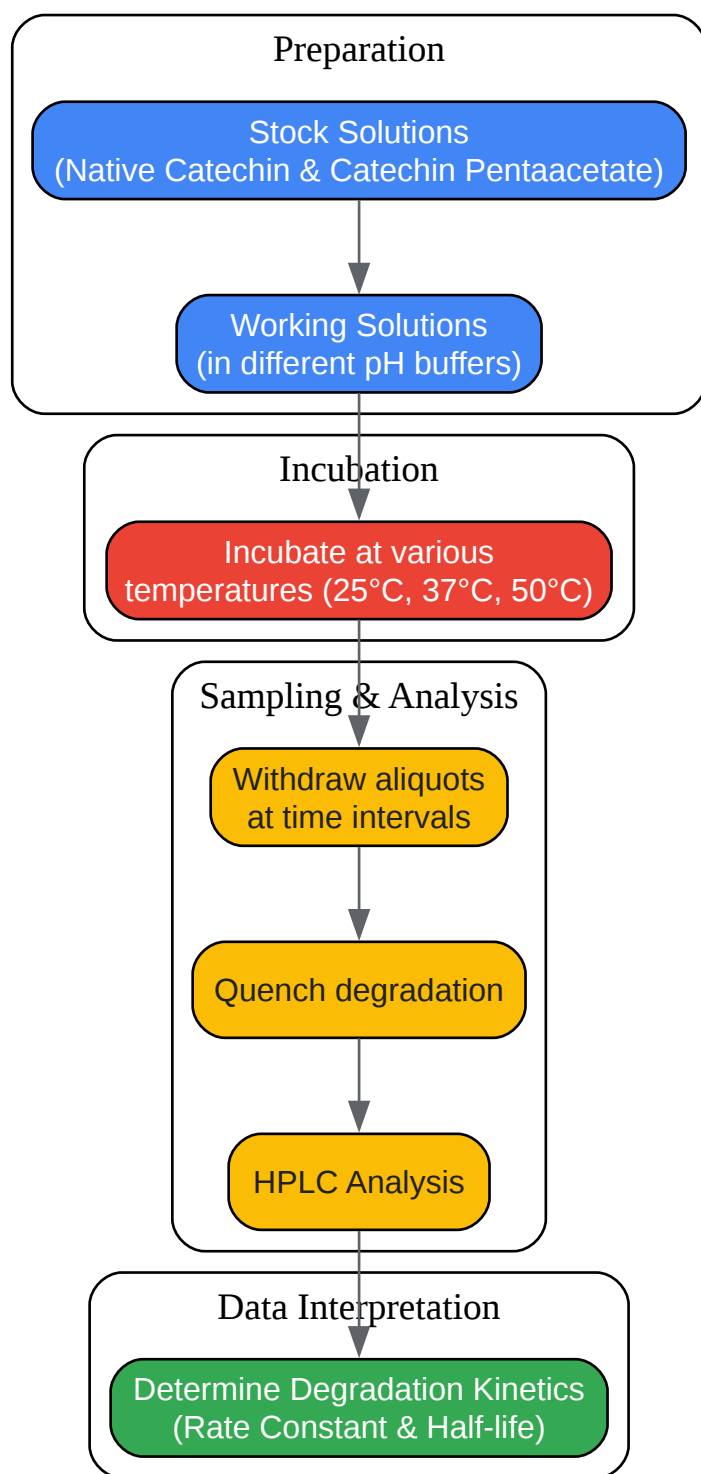 Preparation
Stock Solutions
(Native Catechin & Catechin Pentaacetate)
Working Solutions
(in different pH buffers)
Incubation
Incubate at various
temperatures (25°C, 37°C, 50°C)
Sampling & Analysis
Withdraw aliquots
at time intervals
Quench degradation
HPLC Analysis
Data Interpretation
Determine Degradation Kinetics
(Rate Constant & Half-life)